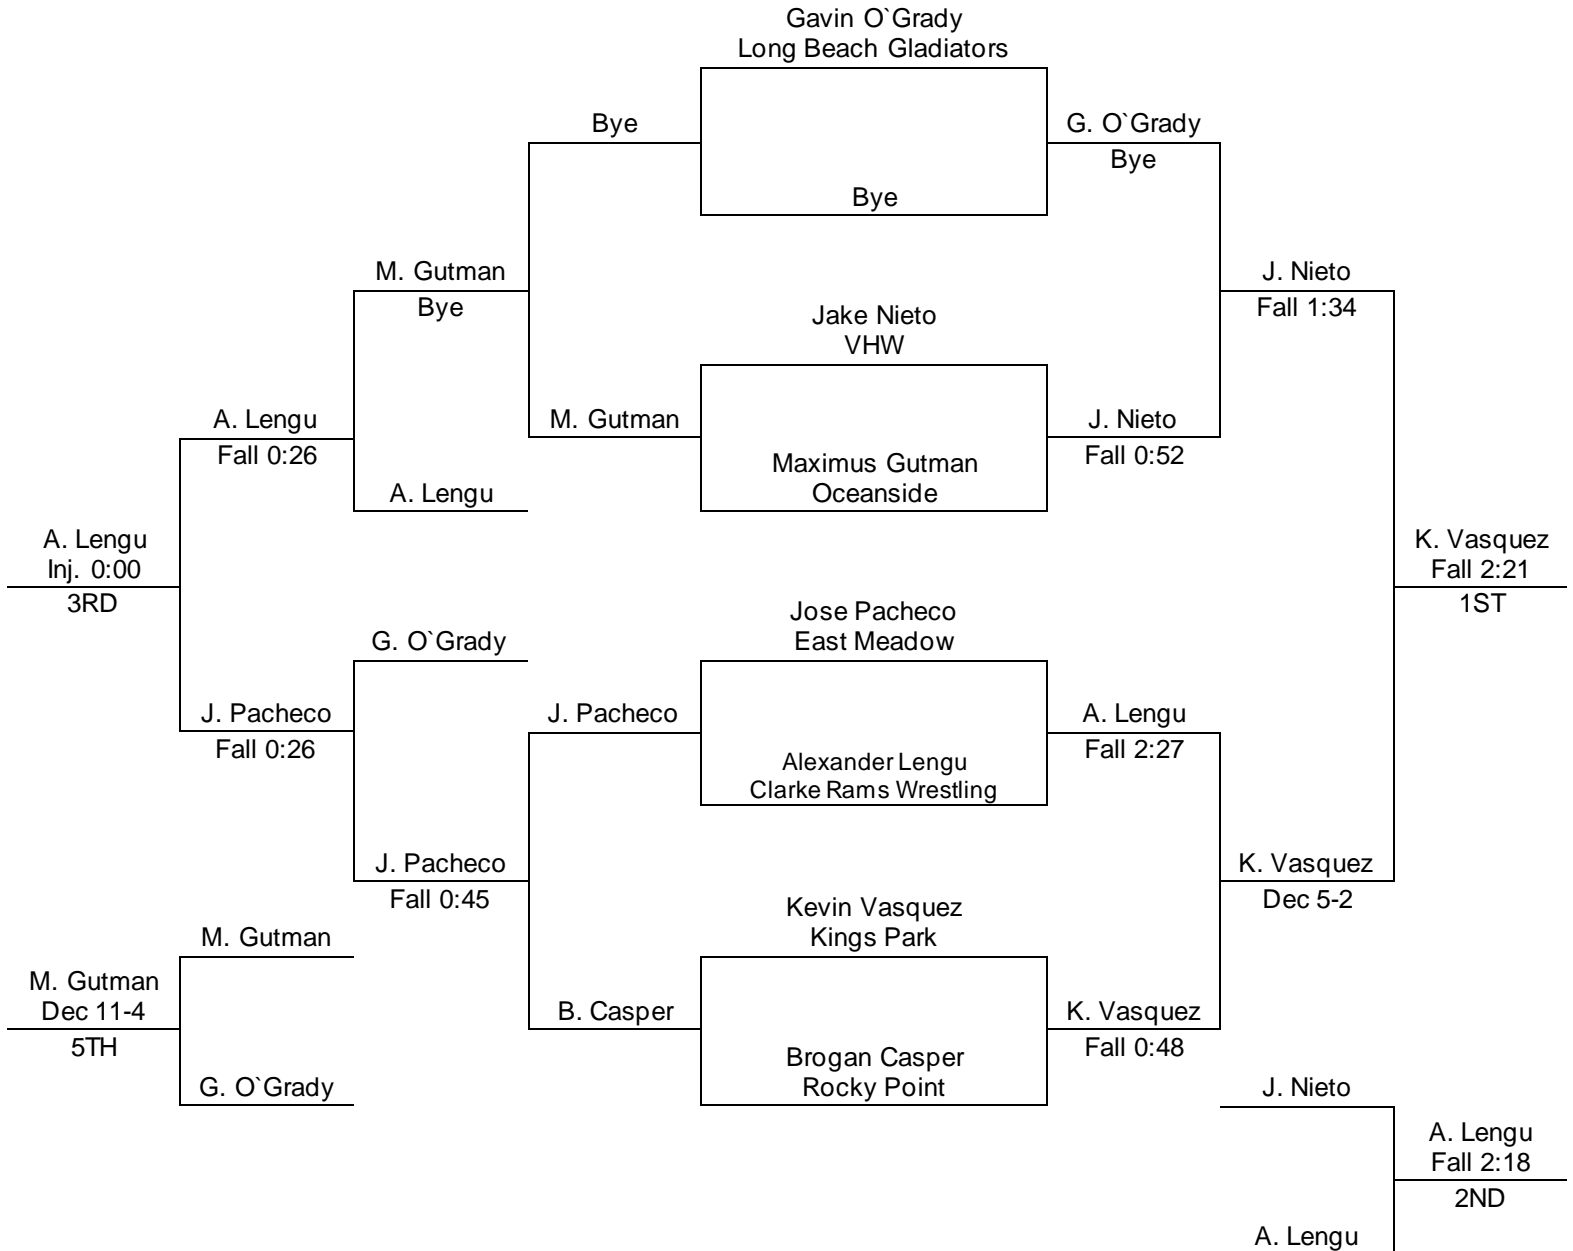 Gavin O`Grady
Long Beach Gladiators
Bye
G. O`Grady
Bye
Bye
M. Gutman
Bye
J. Nieto
Fall 1:34
Jake Nieto
VHW
A. Lengu
Fall 0:26
M. Gutman
J. Nieto
Fall 0:52
Maximus Gutman
Oceanside
A. Lengu
A. Lengu
Inj. 0:00
3RD
K. Vasquez
Fall 2:21
1ST
Jose Pacheco
East Meadow
G. O`Grady
J. Pacheco
Fall 0:26
J. Pacheco
A. Lengu
Fall 2:27
Alexander Lengu
Clarke Rams Wrestling
J. Pacheco
Fall 0:45
K. Vasquez
Dec 5-2
Kevin Vasquez
Kings Park
M. Gutman
M. Gutman
Dec 11-4
5TH
B. Casper
K. Vasquez
Fall 0:48
Brogan Casper
Rocky Point
G. O`Grady
J. Nieto
A. Lengu
Fall 2:18
2ND
A. Lengu